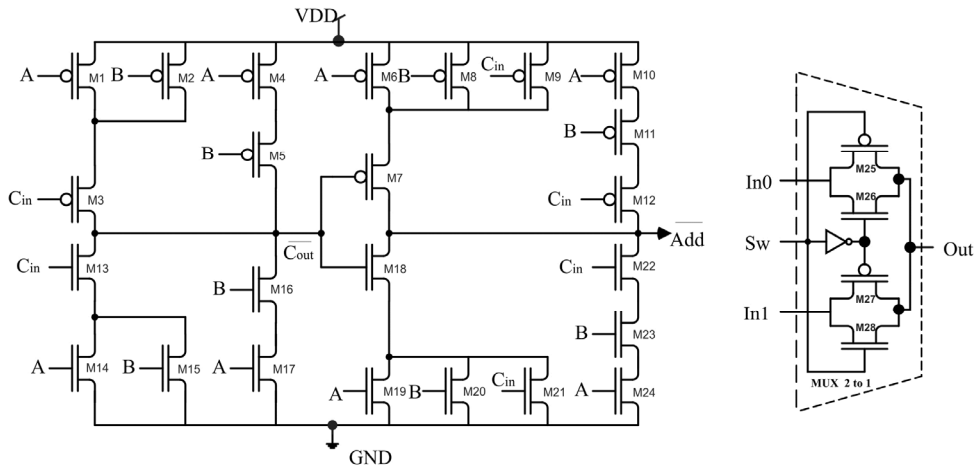 VDD
A M1 B M2 A M4 A M6 B M8 Cin M9 A M10
B M5 B M11
Cin M3 M7 Cin M12
Cout Add
Cin M13 B M16 M18 Cin M22
B M23
A M14 B M15 A M17 A M19 B M20 Cin M21 A M24
GND
M25
In0 M26
Sw Out
M27
In1 M28
MUX 2 to 1